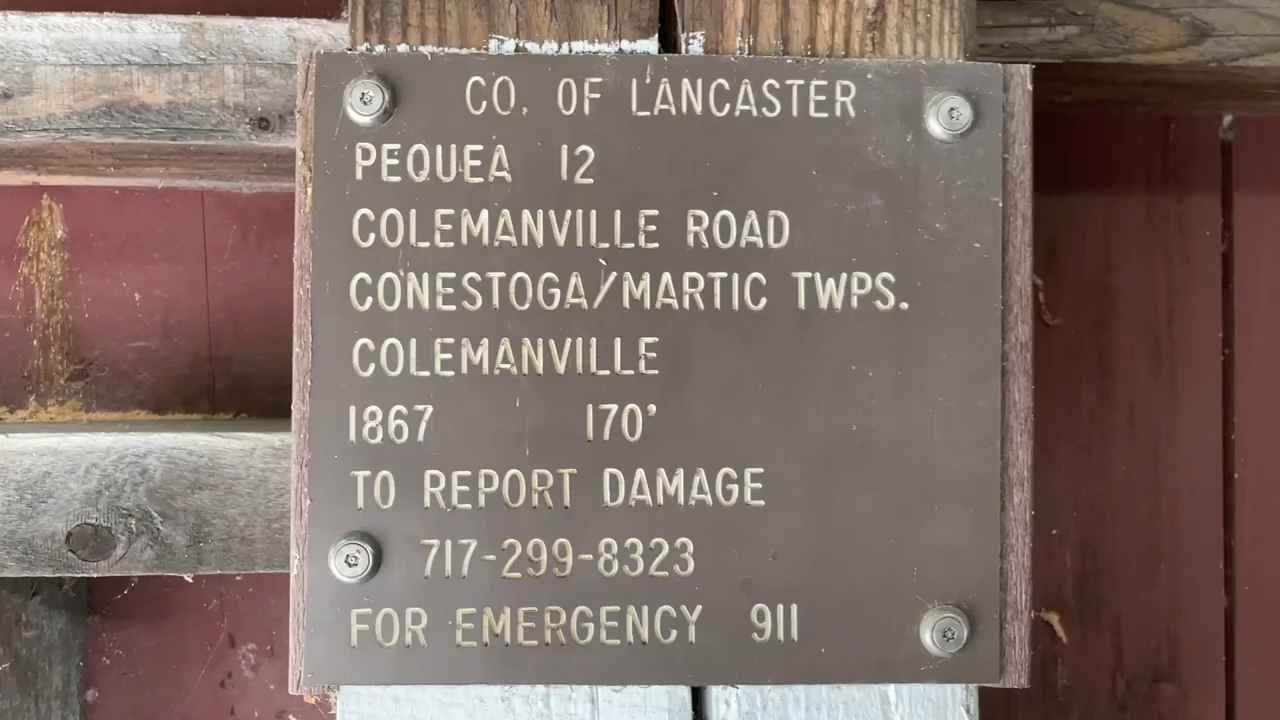 CO. OF LANCASTER
PEQUEA 12
COLEMANVILLE ROAD
CONESTOGA/MARTIC TWPS.
COLEMANVILLE
1867 170'
TO REPORT DAMAGE
717-299-8323
FOR EMERGENCY 911